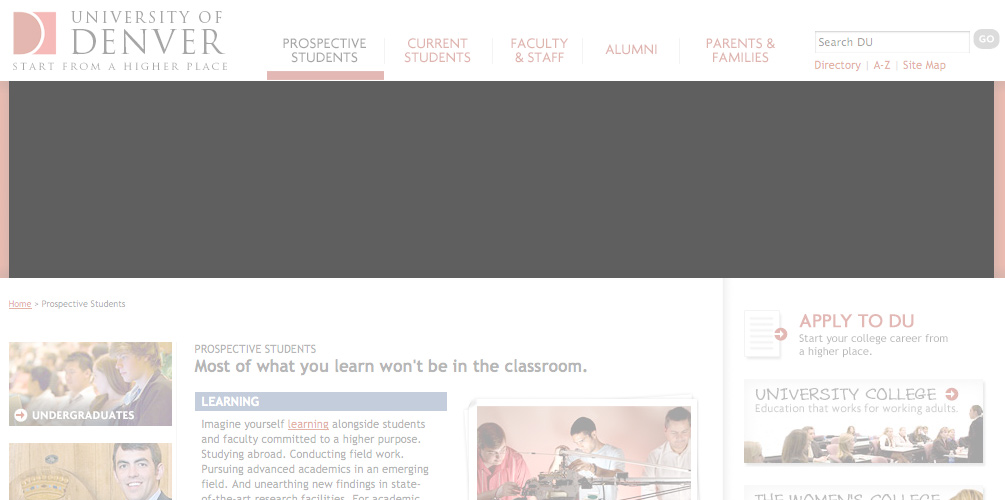 UNIVERSITY OF
DENVER
START FROM A HIGHER PLACE
PROSPECTIVE
STUDENTS
CURRENT
STUDENTS
FACULTY
& STAFF
ALUMNI
PARENTS &
FAMILIES
Search DU
GO
Directory | A-Z | Site Map
Home > Prospective Students
UNDERGRADUATES
PROSPECTIVE STUDENTS
Most of what you learn won't be in the classroom.
LEARNING
Imagine yourself learning alongside students
and faculty committed to a higher purpose.
Studying abroad. Conducting field work.
Pursuing advanced academics in an emerging
field. And unearthing new findings in state-
of-the-art research facilities. For academic
APPLY TO DU
Start your college career from
a higher place.
UNIVERSITY COLLEGE
Education that works for working adults.
THE WOMEN'S COLLEGE